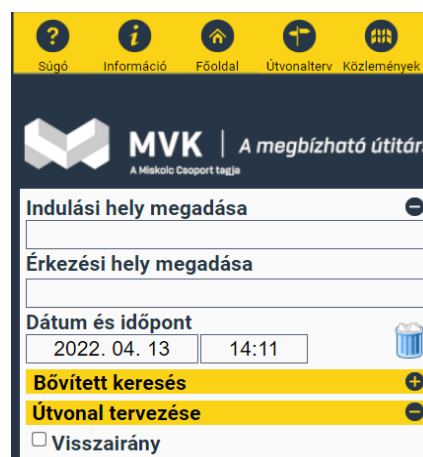 Súgó Információ Főoldal Útvonalterv Közlemények
MVK | A megbízható útitár
A Miskolc Csoport tagja
Indulási hely megadása
Érkezési hely megadása
Dátum és időpont
2022. 04. 13 14:11
Bővített keresés
Útvonal tervezése
Visszairány